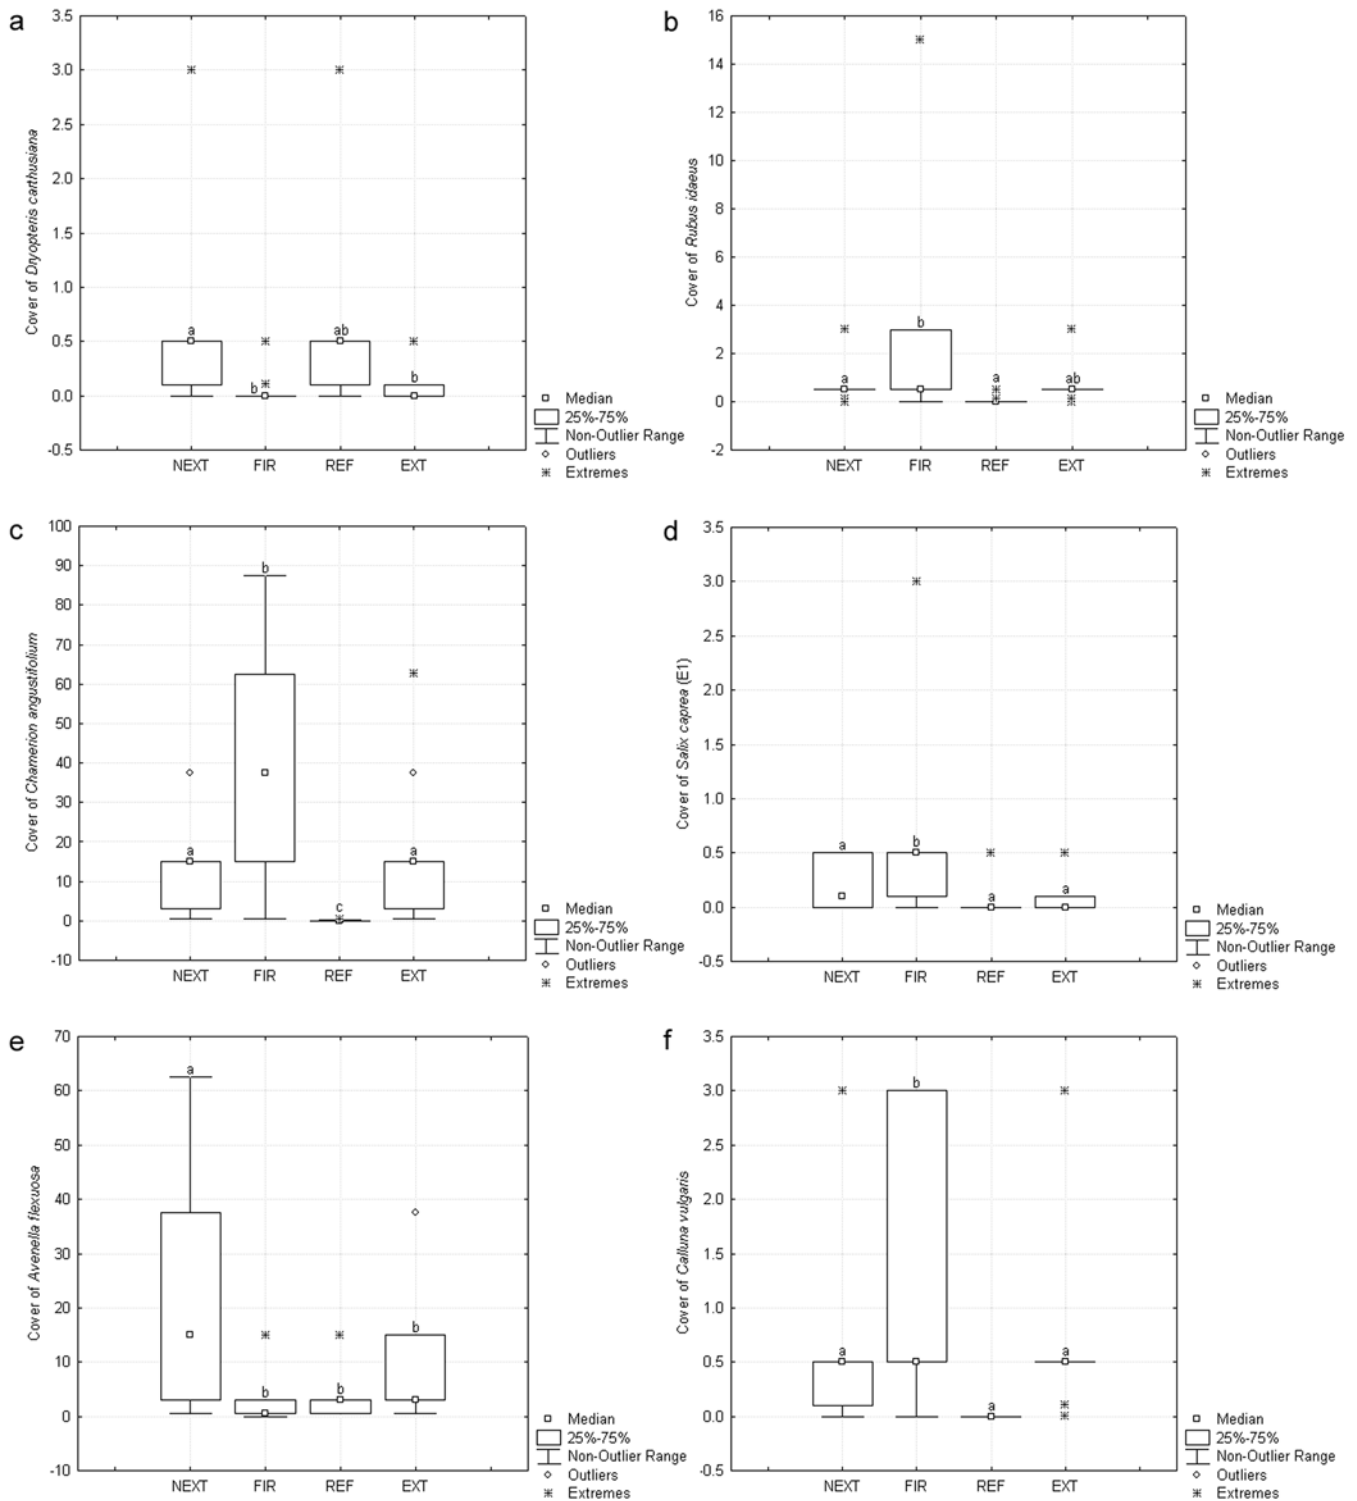 a
3.5
3.0
2.5
2.0
1.5
1.0
0.5
0.0
-0.5
Cover of Dryopteris carthusiana
a
b
ab
b
NEXT FIR REF EXT
Median
25%-75%
Non-Outlier Range
Outliers
Extremes
b
16
14
12
10
8
6
4
2
0
-2
Cover of Rubus idaeus
a
b
a
ab
NEXT FIR REF EXT
Median
25%-75%
Non-Outlier Range
Outliers
Extremes
c
100
90
80
70
60
50
40
30
20
10
0
-10
Cover of Chamerion angustifolium
a
b
c
a
NEXT FIR REF EXT
Median
25%-75%
Non-Outlier Range
Outliers
Extremes
d
3.5
3.0
2.5
2.0
1.5
1.0
0.5
0.0
-0.5
Cover of Salix caprea (E1)
a
b
a
a
NEXT FIR REF EXT
Median
25%-75%
Non-Outlier Range
Outliers
Extremes
e
70
60
50
40
30
20
10
0
-10
Cover of Avenella flexuosa
a
b
b
b
NEXT FIR REF EXT
Median
25%-75%
Non-Outlier Range
Outliers
Extremes
f
3.5
3.0
2.5
2.0
1.5
1.0
0.5
0.0
-0.5
Cover of Calluna vulgaris
a
b
a
a
NEXT FIR REF EXT
Median
25%-75%
Non-Outlier Range
Outliers
Extremes